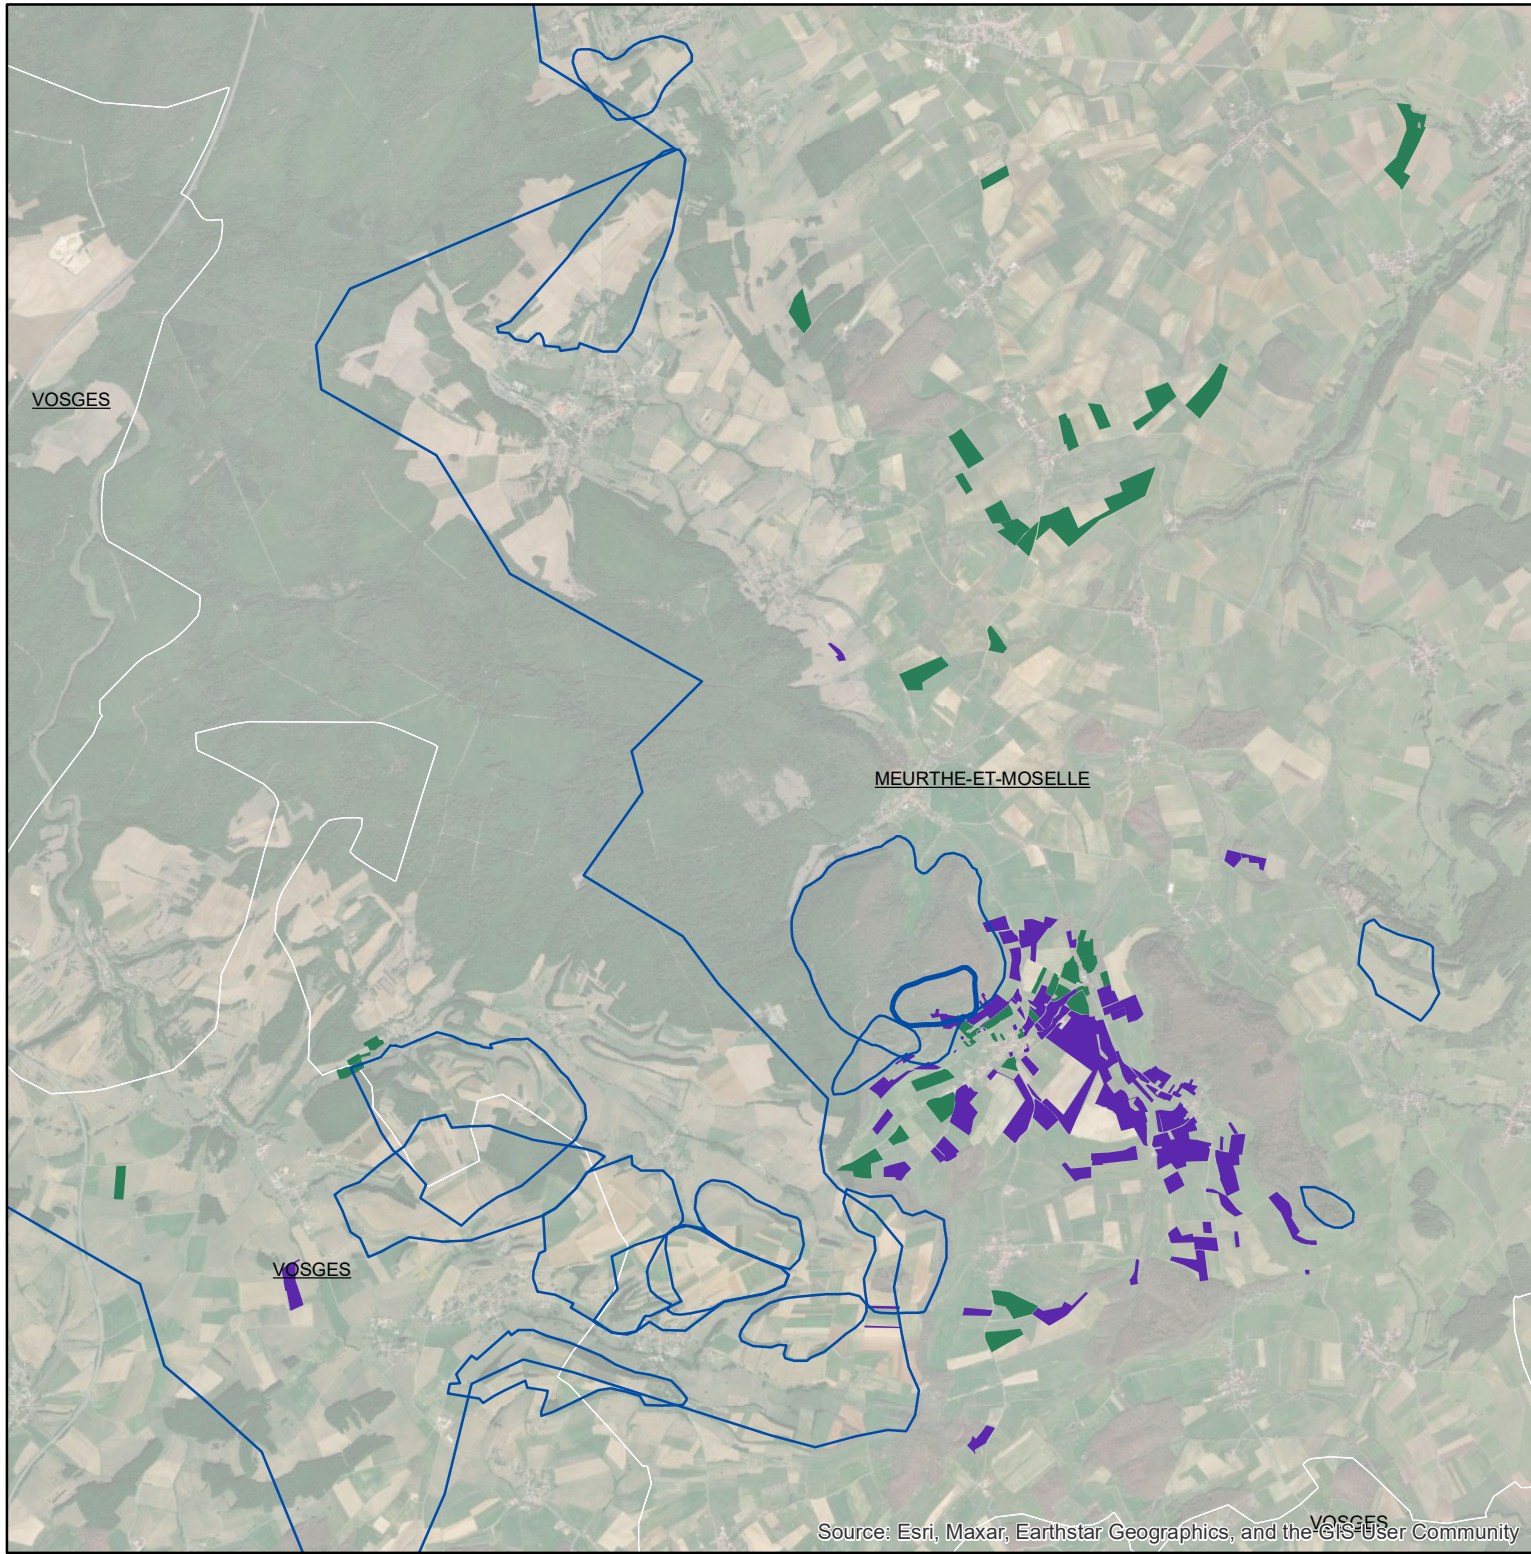 VOSGES
MEURTHE-ET-MOSELLE
VOSGES
VOSGES
Source: Esri, Maxar, Earthstar Geographics, and the GIS User Community